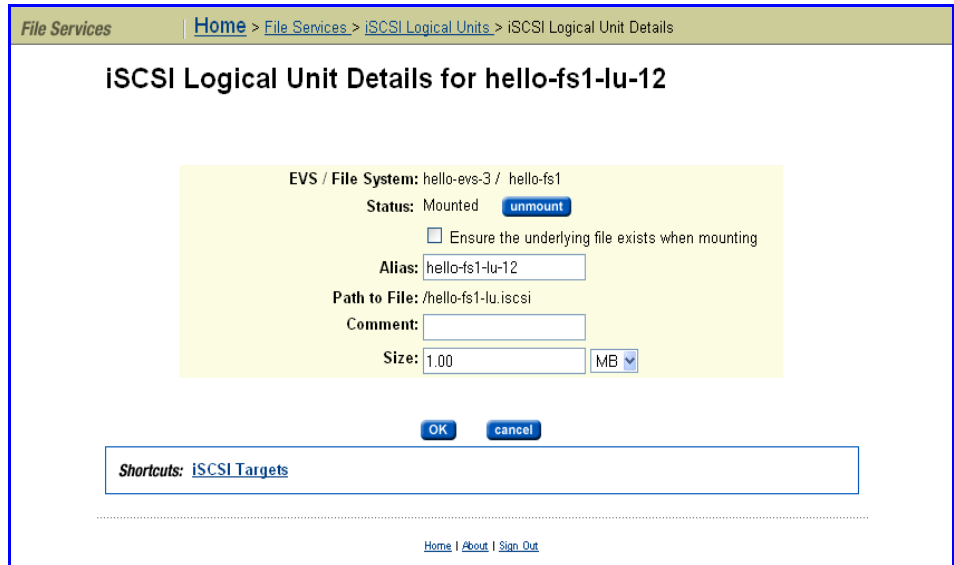 File Services Home > File Services > iSCSI Logical Units > iSCSI Logical Unit Details
iSCSI Logical Unit Details for hello-fs1-lu-12
EVS / File System: hello-evs-3 / hello-fs1
Status: Mounted unmount
Ensure the underlying file exists when mounting
Alias: hello-fs1-lu-12
Path to File: /hello-fs1-lu.iscsi
Comment:
Size: 1.00 MB
OK cancel
Shortcuts: iSCSI Targets
Home | About | Sign Out